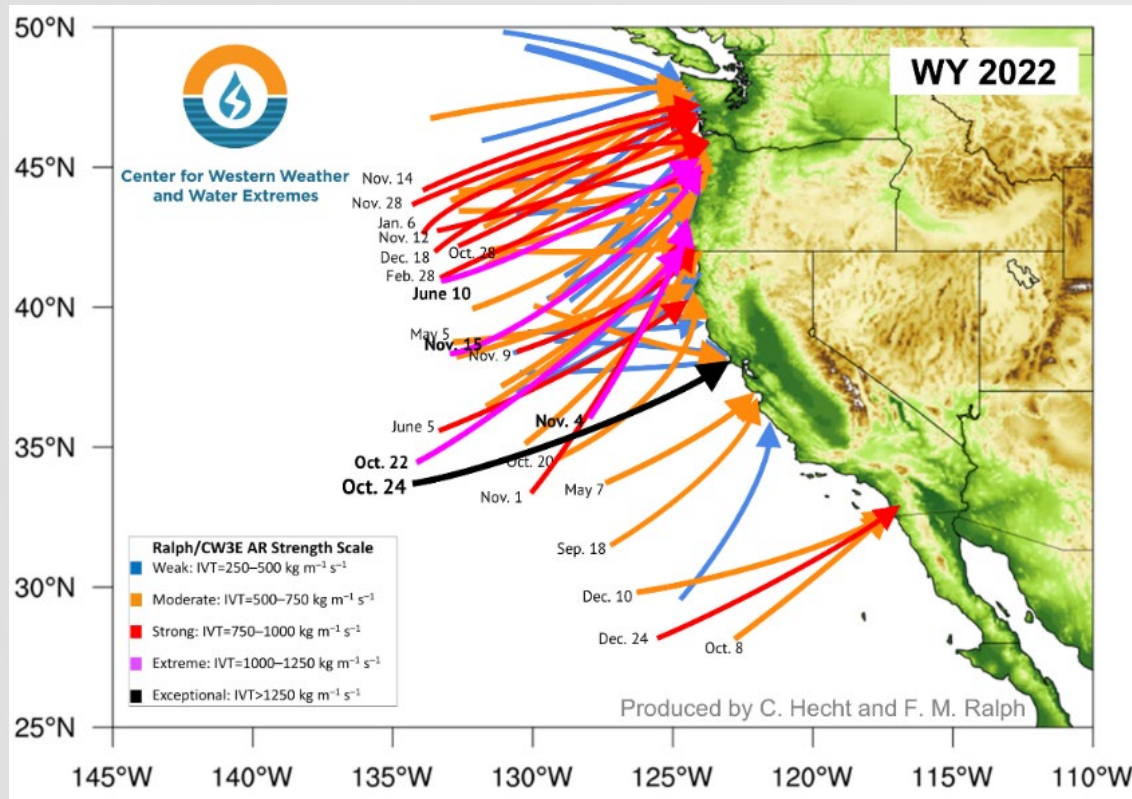 50°N
WY 2022
Center for Western Weather
and Water Extremes
45°N
Nov. 14
Nov. 28
Jan. 6
Nov. 12
Dec. 18
Oct. 28
Feb. 28
June 10
40°N
May 5
Nov. 15
Nov. 9
June 5
Nov. 4
35°N
Oct. 22
Oct. 20
Oct. 24
Nov. 1
May 7
Sep. 18
Ralph/CW3E AR Strength Scale
Weak: IVT=250–500 kg m⁻¹ s⁻¹
Moderate: IVT=500–750 kg m⁻¹ s⁻¹
Strong: IVT=750–1000 kg m⁻¹ s⁻¹
Extreme: IVT=1000–1250 kg m⁻¹ s⁻¹
Exceptional: IVT>1250 kg m⁻¹ s⁻¹
30°N
Dec. 10
Dec. 24
Oct. 8
Produced by C. Hecht and F. M. Ralph
25°N
145°W 140°W 135°W 130°W 125°W 120°W 115°W 110°W